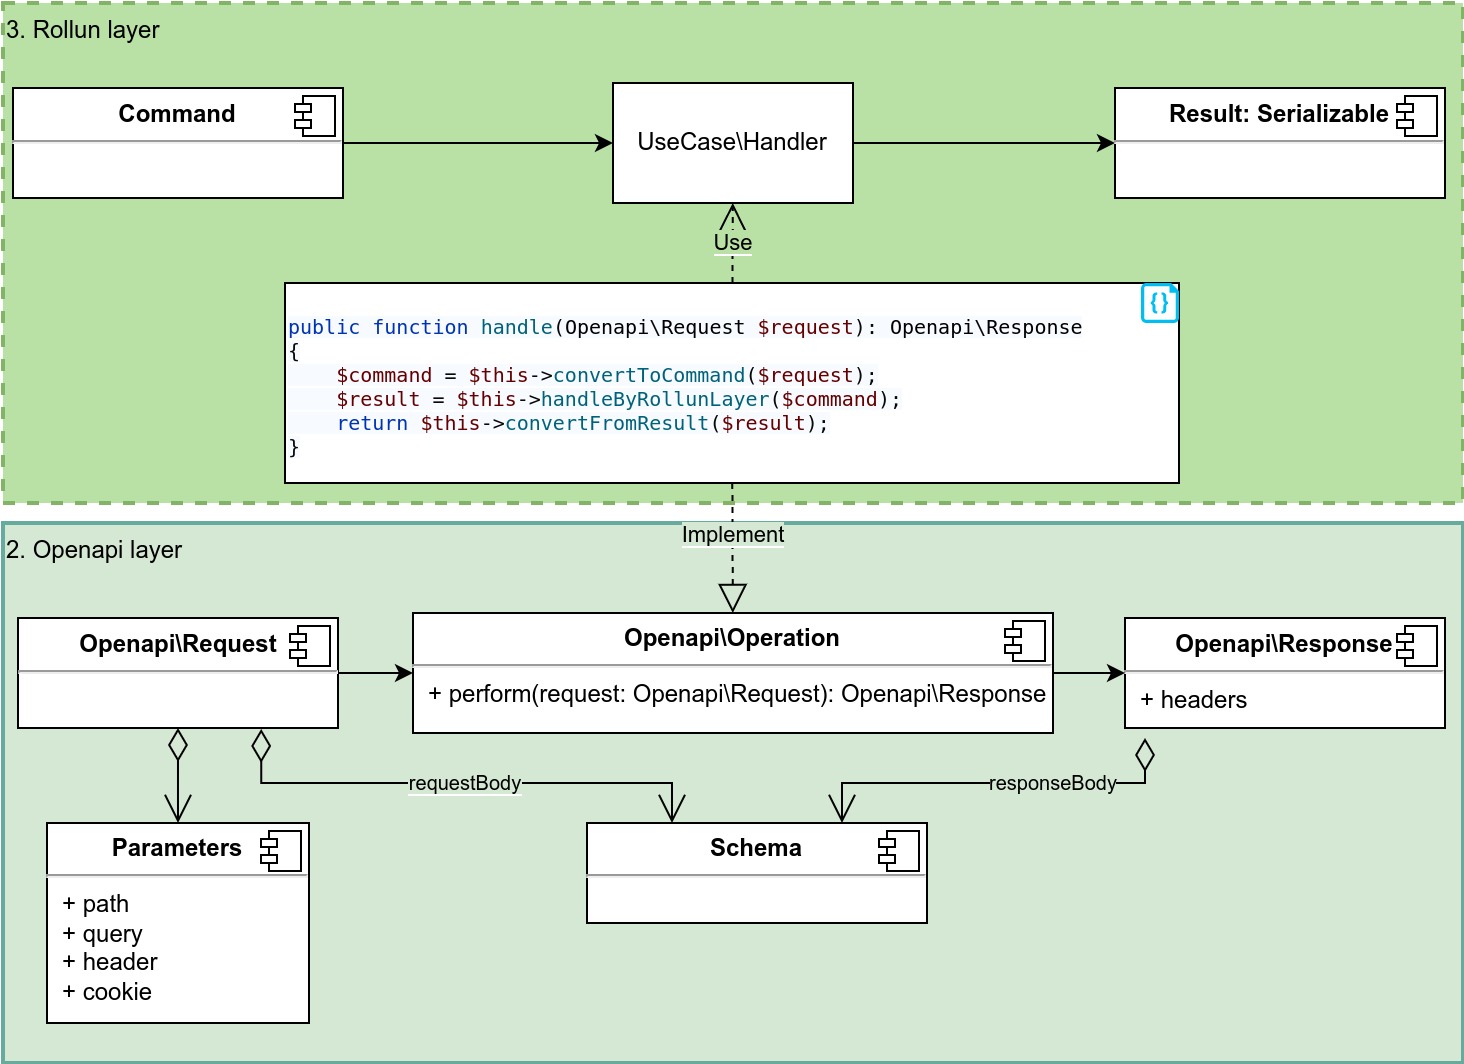 3. Rollun layer
Command
UseCase\Handler
Result: Serializable
Use
{}
public function handle(Openapi\Request $request): Openapi\Response
{
    $command = $this->convertToCommand($request);
    $result = $this->handleByRollunLayer($command);
    return $this->convertFromResult($result);
}
Implement
2. Openapi layer
Openapi\Request
Openapi\Operation
+ perform(request: Openapi\Request): Openapi\Response
Openapi\Response
+ headers
requestBody
responseBody
Parameters
+ path
+ query
+ header
+ cookie
Schema